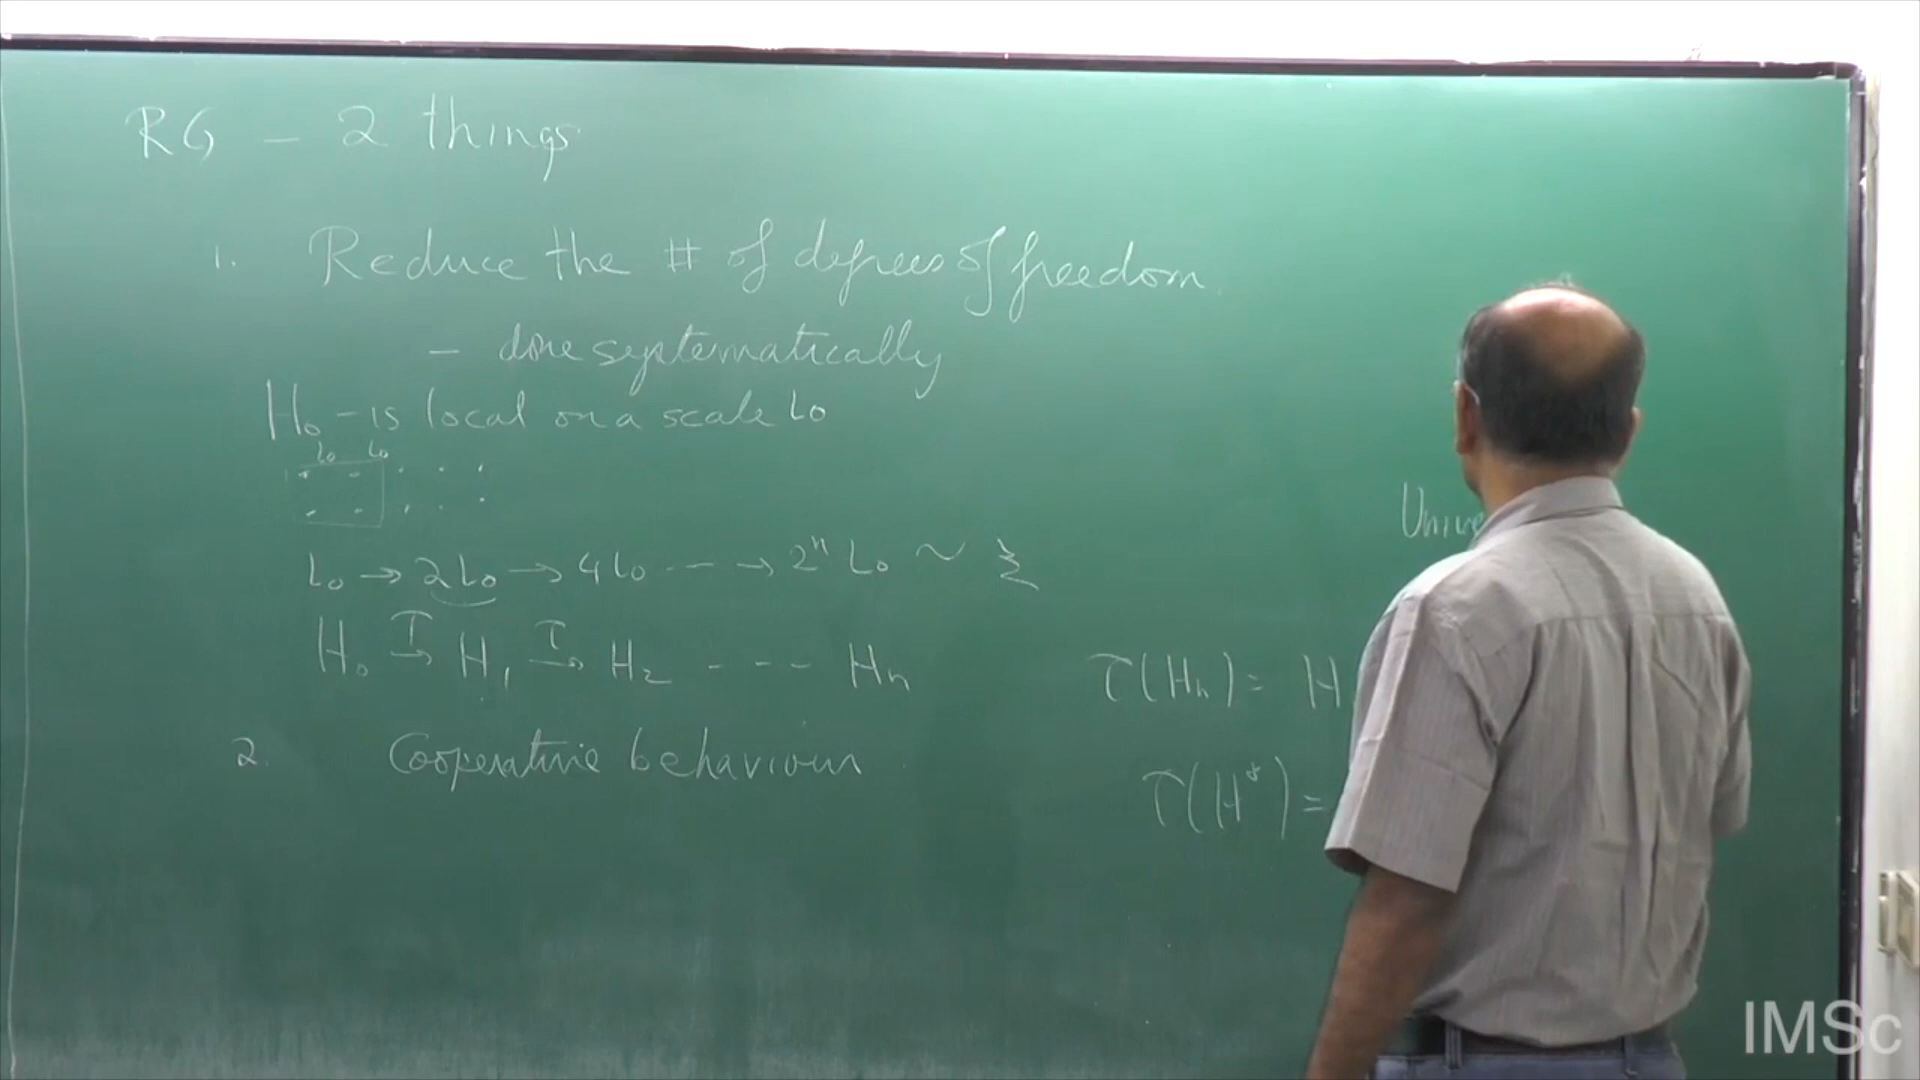 RG – 2 things
1. Reduce the # of degrees of freedom
– done systematically
H₀ – is local on a scale L₀
L₀ L₀
L₀ → 2L₀ → 4L₀ --- → 2ⁿ L₀ ~ ξ
H₀ →(τ) H₁ →(τ) H₂ - - - - Hₙ
2. Cooperative behaviour
Unive
τ(Hₙ) = H
τ(H*) =
IMSc